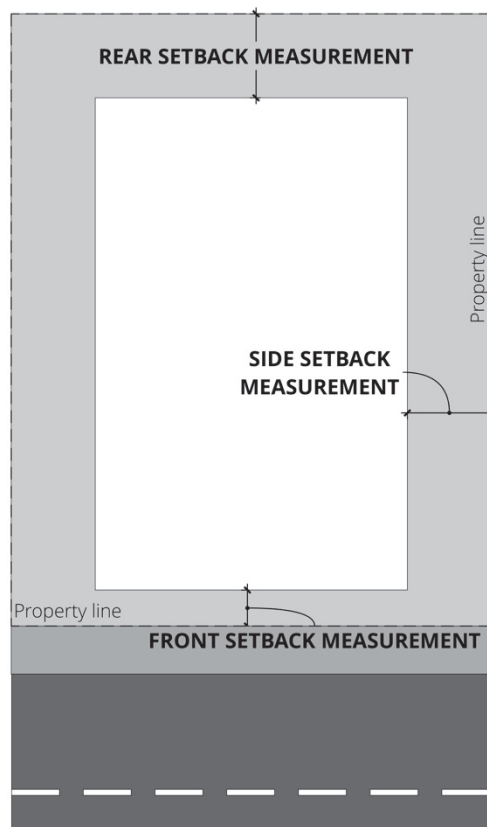 REAR SETBACK MEASUREMENT
Property line
SIDE SETBACK
MEASUREMENT
Property line
FRONT SETBACK MEASUREMENT